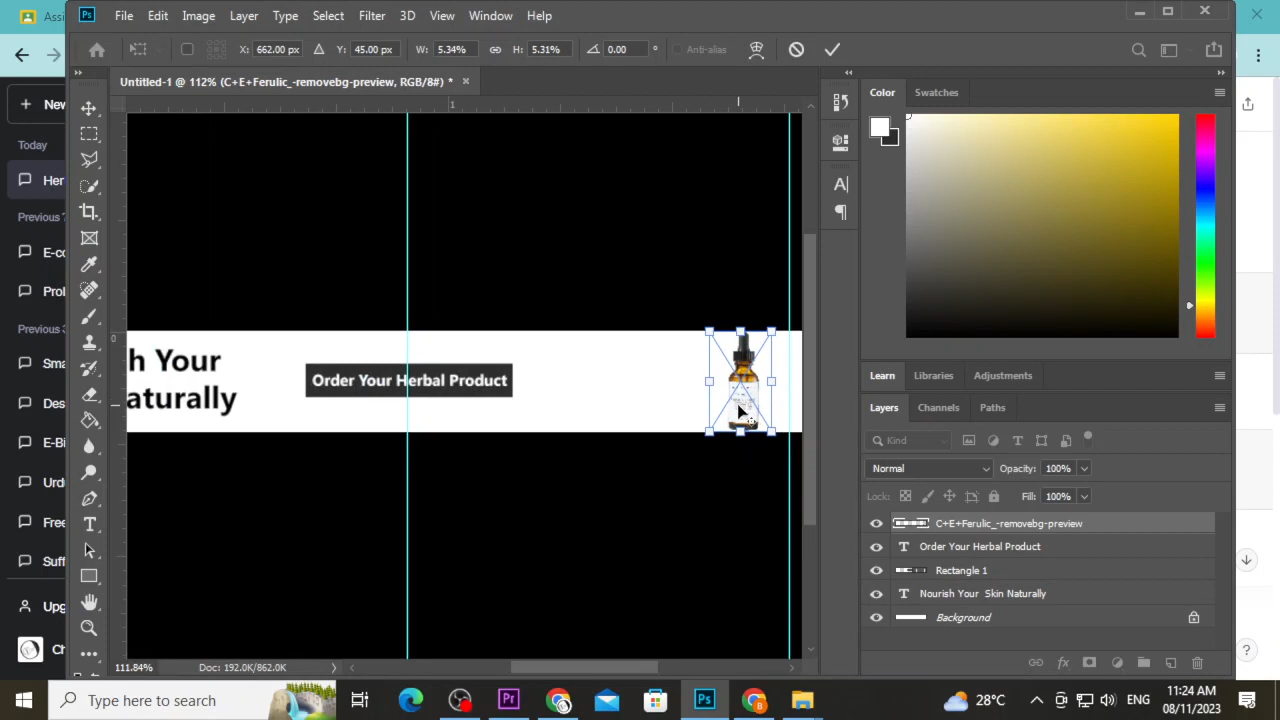 Assi
File Edit Image Layer Type Select Filter 3D View Window Help
X: 662.00 px Y: 45.00 px W: 5.34% H: 5.31% 0.00 ° Anti-alias
Untitled-1 @ 112% (C+E+Ferulic_-removebg-preview, RGB/8#) *
New
Today
Her
Previous
E-co
Prol
Previous
Sma
Des
E-Bi
Urdu
Free
Suff
Upg
Ch
1
0
h Your
aturally
Order Your Herbal Product
Color Swatches
Learn Libraries Adjustments
Layers Channels Paths
Kind
Normal Opacity: 100%
Lock: Fill: 100%
C+E+Ferulic_-removebg-preview
Order Your Herbal Product
Rectangle 1
Nourish Your Skin Naturally
Background
111.84% Doc: 192.0K/862.0K
Type here to search
28°C ENG 11:24 AM
08/11/2023